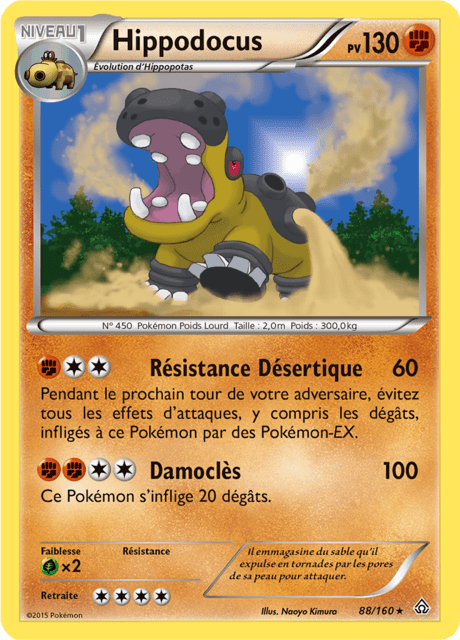 NIVEAU 1
Hippodocus
PV 130
Évolution d'Hippopotas
N° 450 Pokémon Poids Lourd Taille : 2,0m Poids : 300,0kg
Résistance Désertique 60
Pendant le prochain tour de votre adversaire, évitez
tous les effets d'attaques, y compris les dégâts,
infligés à ce Pokémon par des Pokémon-EX.
Damoclès 100
Ce Pokémon s'inflige 20 dégâts.
Faiblesse Résistance
×2
Retraite
Il emmagasine du sable qu'il
expulse en tornades par les pores
de sa peau pour attaquer.
©2015 Pokémon
Illus. Naoyo Kimura
88/160 ★